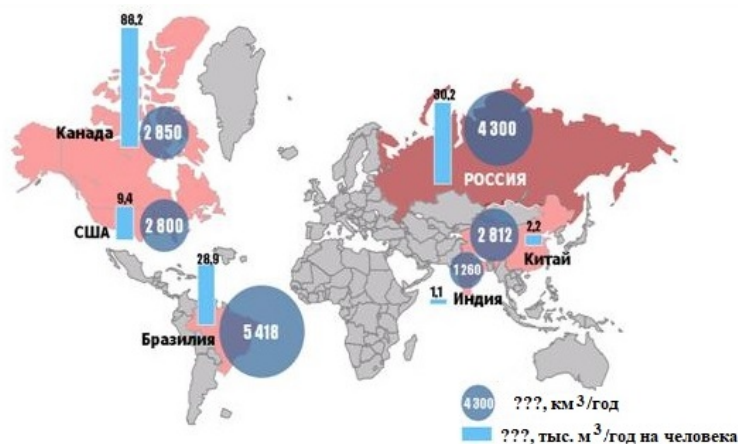 88,2
Канада
2 850
9,4
США
2 800
28,9
Бразилия
5 418
30,2
4 300
РОССИЯ
2 812
2,2
Китай
1 260
1,1
Индия
4 300 ???, км³/год
???, тыс. м³/год на человека